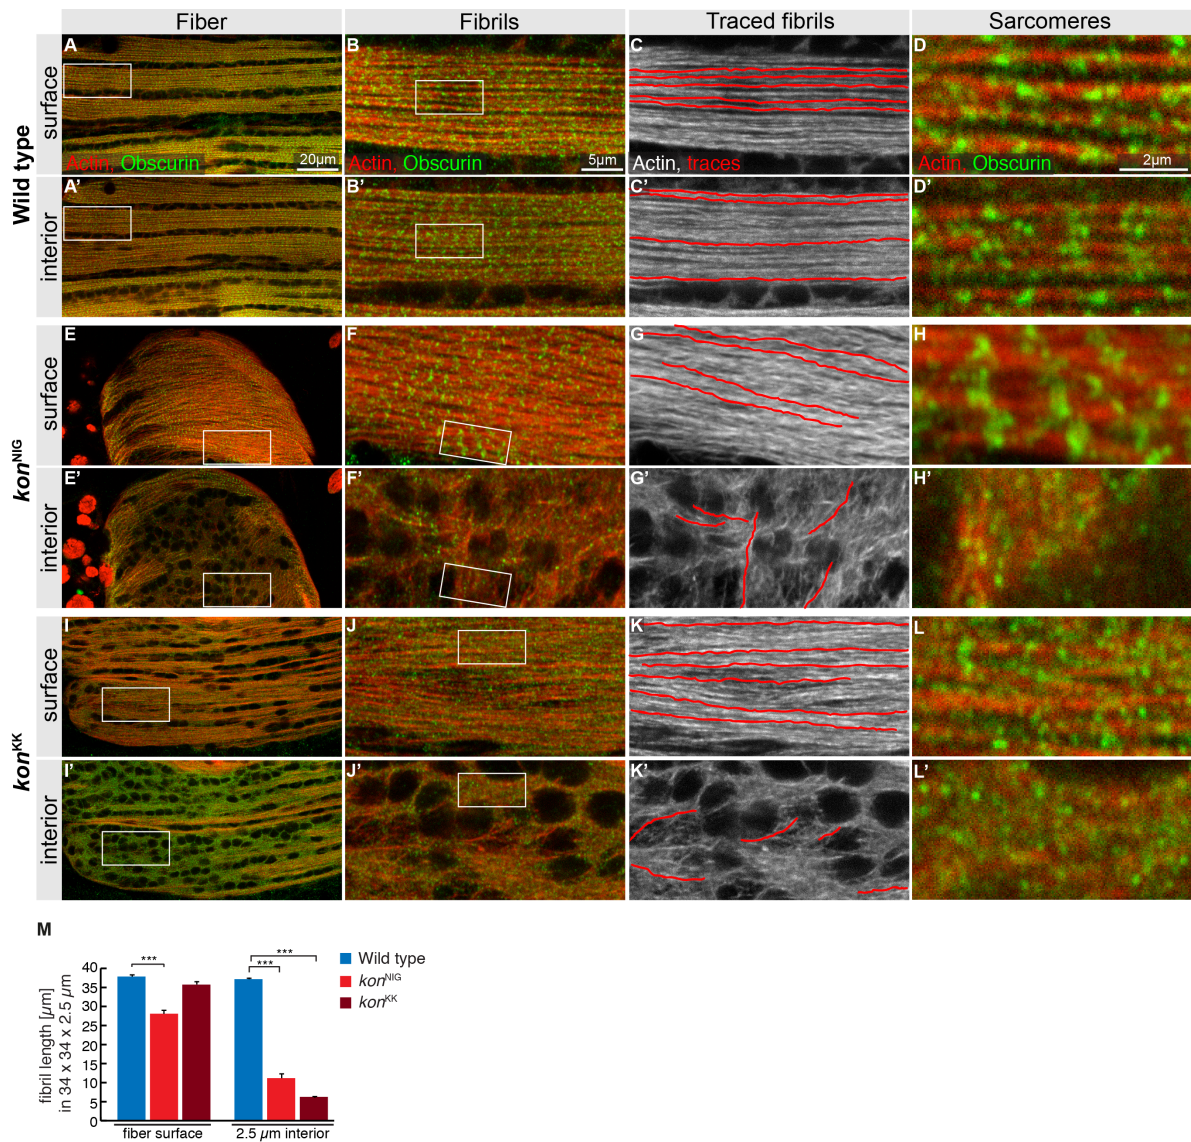 Fiber Fibrils Traced fibrils Sarcomeres
Wild type
surface
A B C D
Actin, Obscurin 20µm Actin, Obscurin 5µm Actin, traces Actin, Obscurin 2µm
interior
A' B' C' D'
kon^NIG
surface
E F G H
interior
E' F' G' H'
kon^KK
surface
I J K L
interior
I' J' K' L'
M
*** *** ***
Wild type
kon^NIG
kon^KK
fibril length [µm]
in 34 x 34 x 2.5 µm
40
35
30
25
20
15
10
5
0
fiber surface 2.5 µm interior